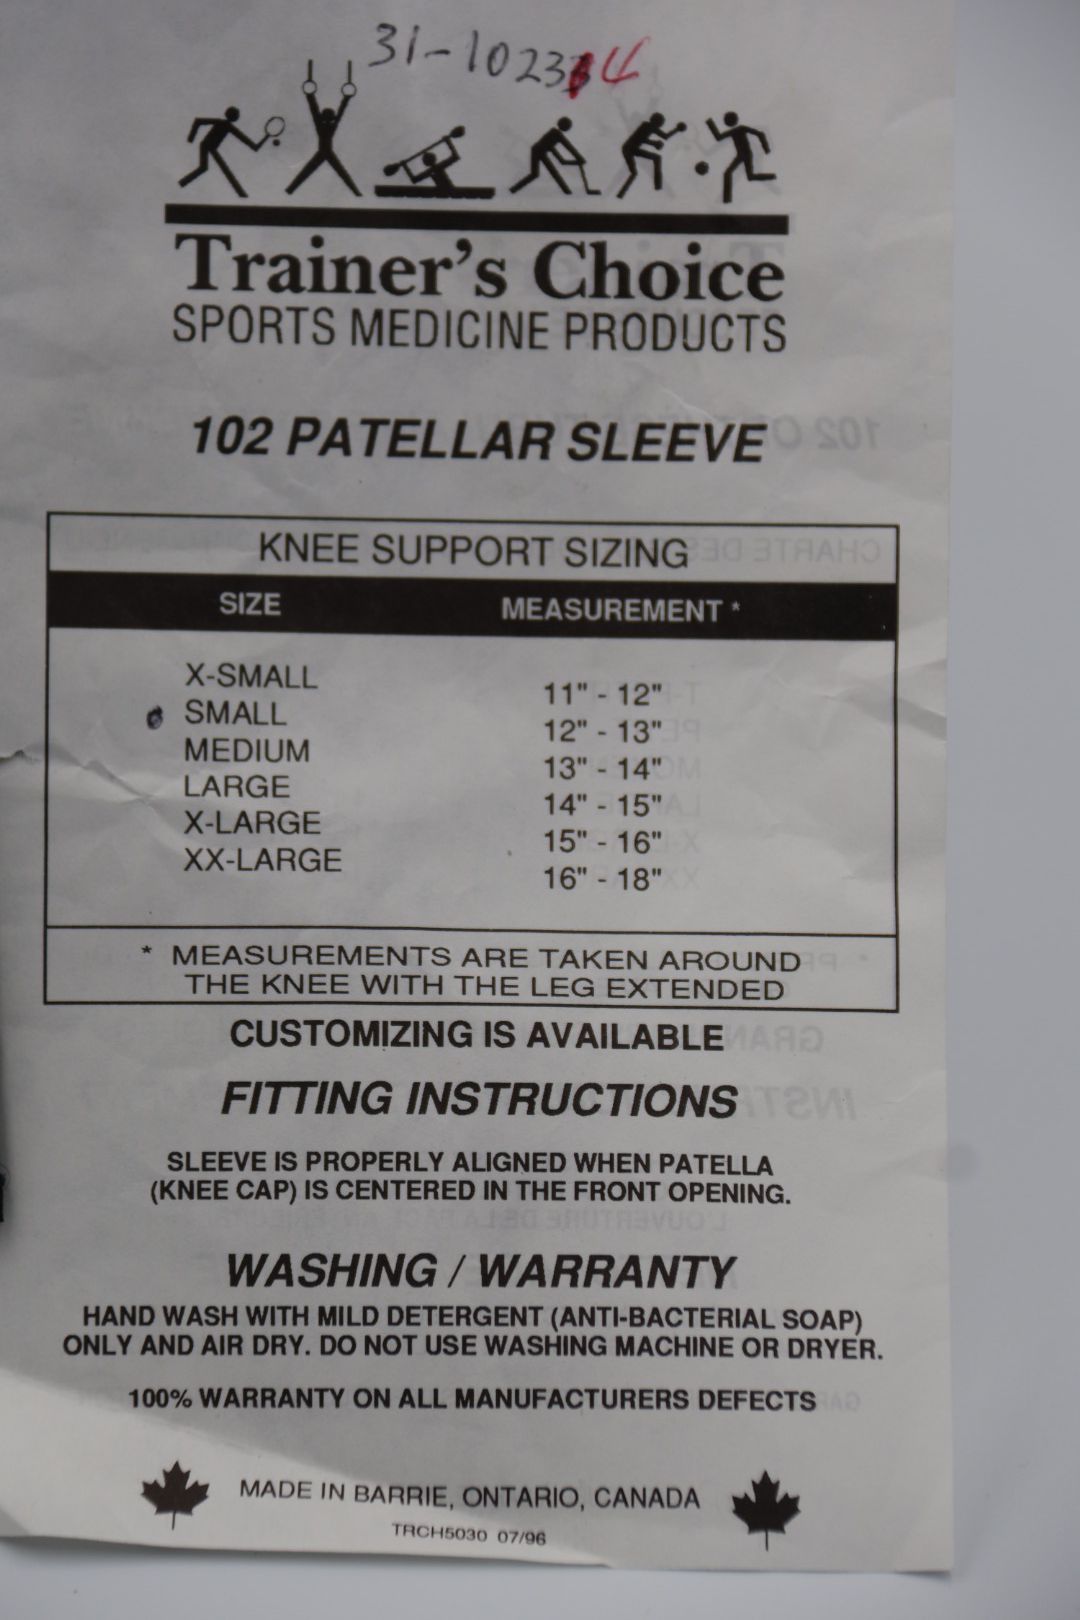 31-10234
Trainer's Choice
SPORTS MEDICINE PRODUCTS
102 PATELLAR SLEEVE
KNEE SUPPORT SIZING
SIZE MEASUREMENT *
X-SMALL 11" - 12"
SMALL 12" - 13"
MEDIUM 13" - 14"
LARGE 14" - 15"
X-LARGE 15" - 16"
XX-LARGE 16" - 18"
* MEASUREMENTS ARE TAKEN AROUND
THE KNEE WITH THE LEG EXTENDED
CUSTOMIZING IS AVAILABLE
FITTING INSTRUCTIONS
SLEEVE IS PROPERLY ALIGNED WHEN PATELLA
(KNEE CAP) IS CENTERED IN THE FRONT OPENING.
WASHING / WARRANTY
HAND WASH WITH MILD DETERGENT (ANTI-BACTERIAL SOAP)
ONLY AND AIR DRY. DO NOT USE WASHING MACHINE OR DRYER.
100% WARRANTY ON ALL MANUFACTURERS DEFECTS
MADE IN BARRIE, ONTARIO, CANADA
TRCH5030 07/96